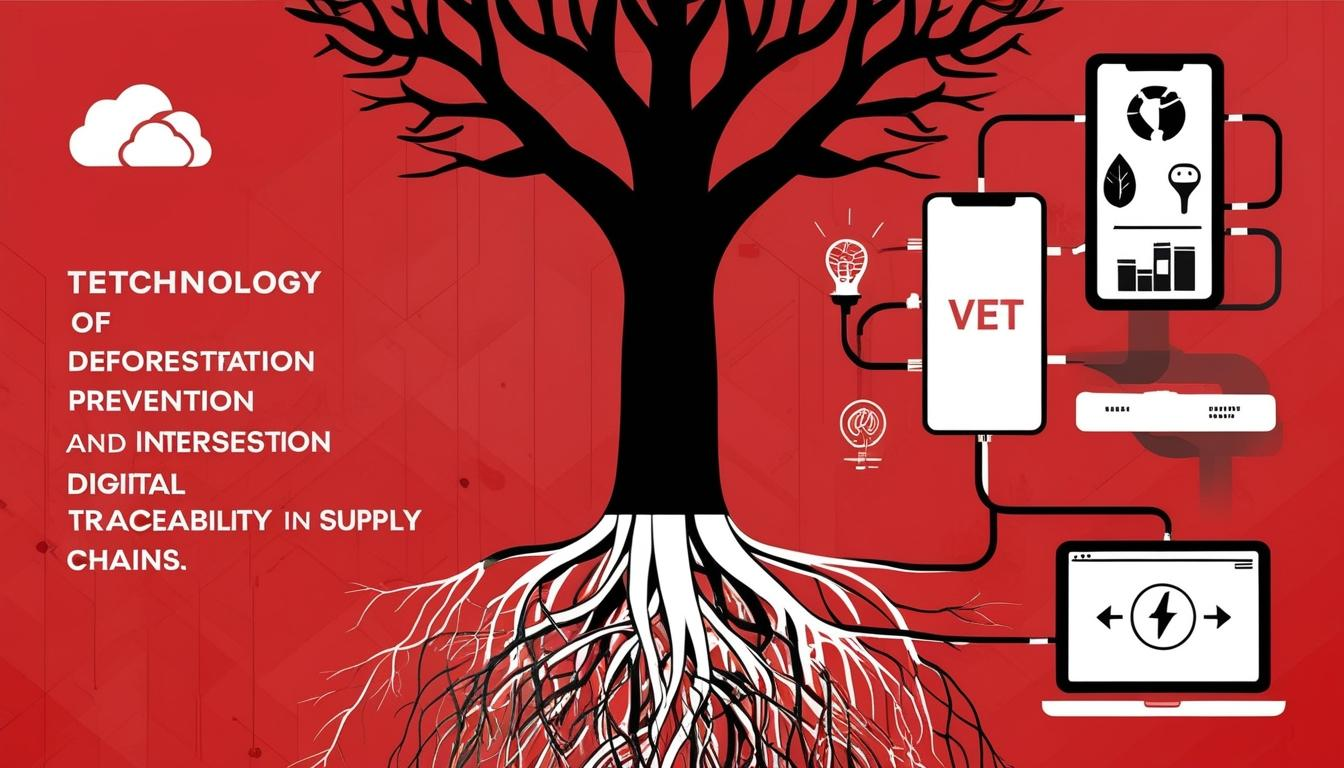 TETCHNOLOGY
OF
DEFORESTTATION
PREVENTION
AND INTERSESTION
DIGIITAL
TRACEABILITY IN SUPPLY
CHAINS.
VET